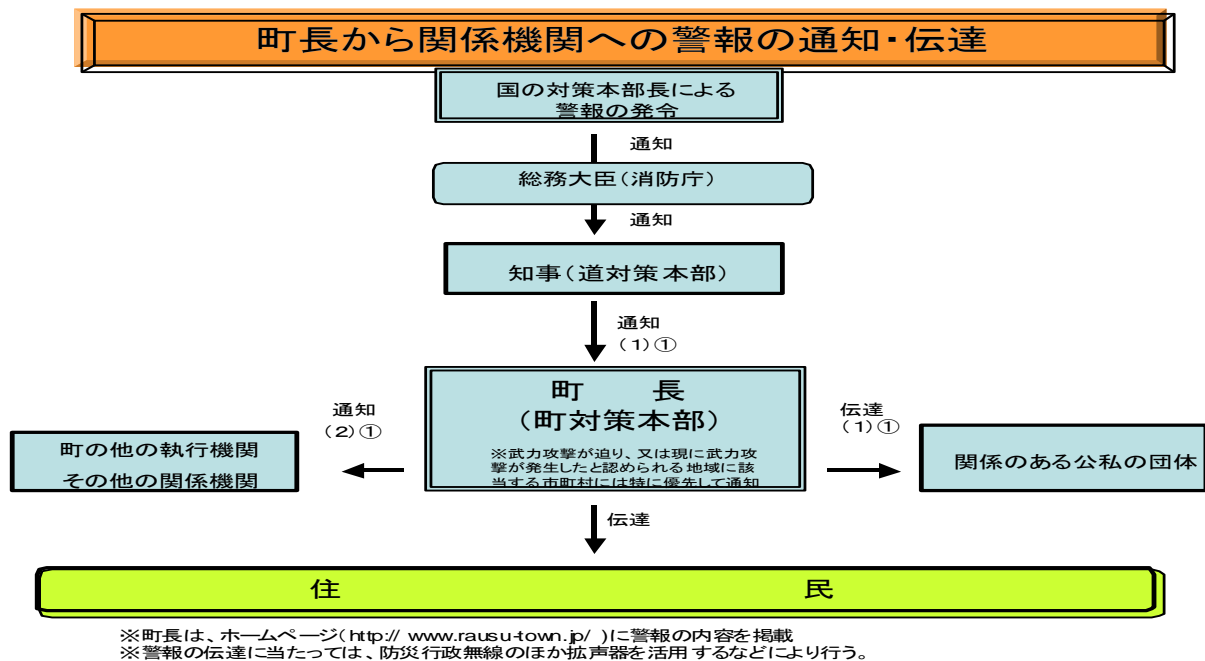 町長から関係機関への警報の通知・伝達
国の対策本部長による
警報の発令
通知
総務大臣(消防庁)
通知
知事(道対策本部)
通知
(1)①
町　長
(町対策本部)
※武力攻撃が迫り、又は現に武力攻
撃が発生したと認められる地域に該
当する市町村には特に優先して通知
通知
(2)①
町の他の執行機関
その他の関係機関
伝達
(1)①
関係のある公私の団体
伝達
住　民
※町長は、ホームページ(http://www.rausu-town.jp/ )に警報の内容を掲載
※警報の伝達に当たっては、防災行政無線のほか拡声器を活用するなどにより行う。